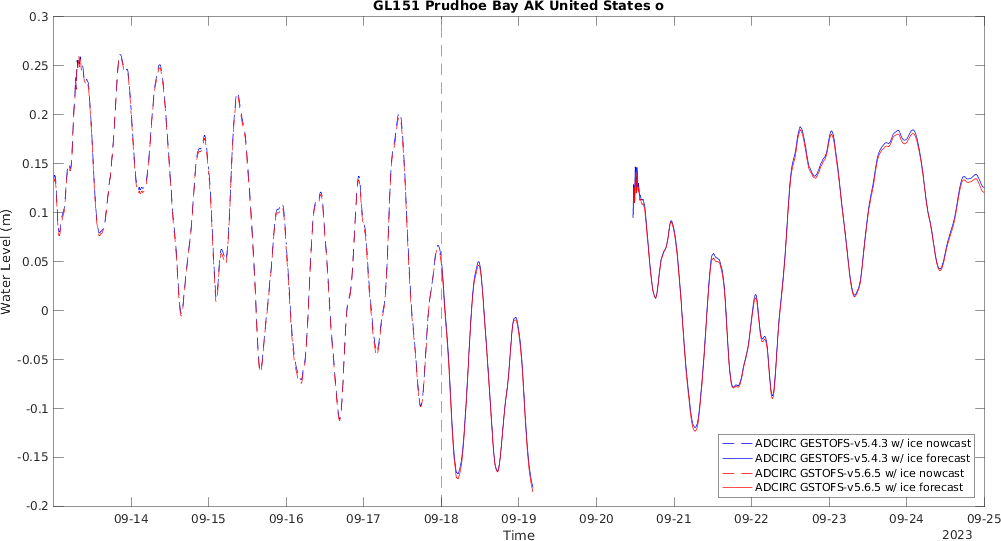 GL151 Prudhoe Bay AK United States o
0.3
0.25
0.2
0.15
0.1
0.05
0
-0.05
-0.1
-0.15
-0.2
Water Level (m)
ADCIRC GESTOFS-v5.4.3 w/ ice nowcast
ADCIRC GESTOFS-v5.4.3 w/ ice forecast
ADCIRC GSTOFS-v5.6.5 w/ ice nowcast
ADCIRC GSTOFS-v5.6.5 w/ ice forecast
09-14 09-15 09-16 09-17 09-18 09-19 09-20 09-21 09-22 09-23 09-24 09-25
Time
2023